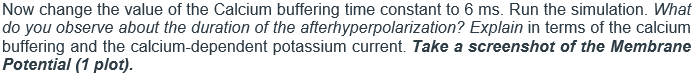 Now change the value of the Calcium buffering time constant to 6 ms. Run the simulation. What
do you observe about the duration of the afterhyperpolarization? Explain in terms of the calcium
buffering and the calcium-dependent potassium current. Take a screenshot of the Membrane
Potential (1 plot).